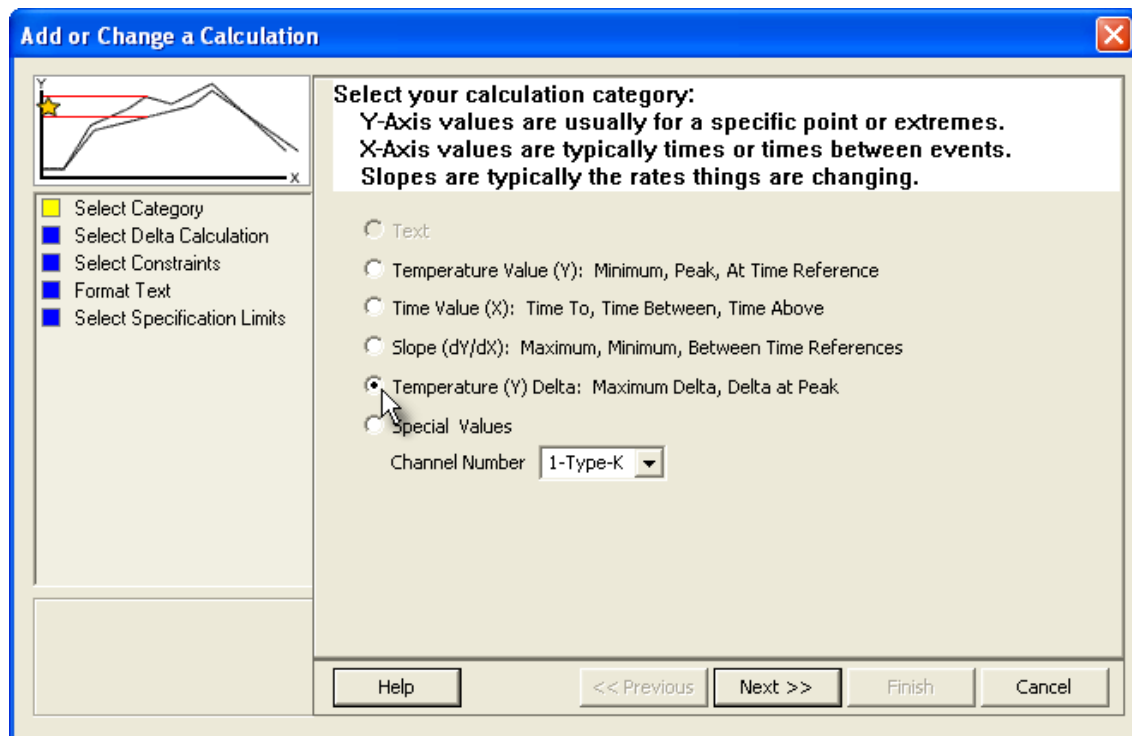 Add or Change a Calculation
Y
X
Select Category
Select Delta Calculation
Select Constraints
Format Text
Select Specification Limits
Select your calculation category:
Y-Axis values are usually for a specific point or extremes.
X-Axis values are typically times or times between events.
Slopes are typically the rates things are changing.
Text
Temperature Value (Y): Minimum, Peak, At Time Reference
Time Value (X): Time To, Time Between, Time Above
Slope (dY/dX): Maximum, Minimum, Between Time References
Temperature (Y) Delta: Maximum Delta, Delta at Peak
Special Values
Channel Number 1-Type-K
Help << Previous Next >> Finish Cancel